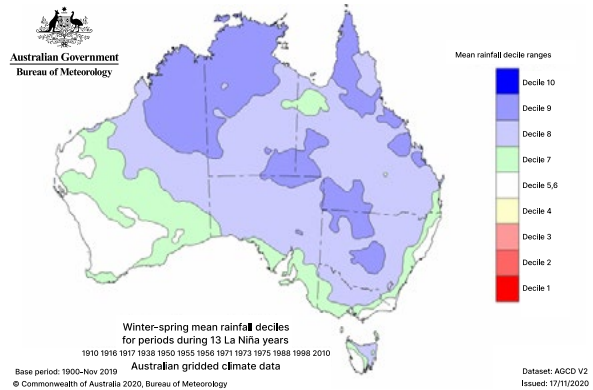 Australian Government
Bureau of Meteorology
Mean rainfall decile ranges
Decile 10
Decile 9
Decile 8
Decile 7
Decile 5,6
Decile 4
Decile 3
Decile 2
Decile 1
Winter-spring mean rainfall deciles
for periods during 13 La Niña years
1910 1916 1917 1938 1950 1955 1956 1971 1973 1975 1988 1998 2010
Australian gridded climate data
Base period: 1900-Nov 2019
© Commonwealth of Australia 2020, Bureau of Meteorology
Dataset: AGCD V2
Issued: 17/11/2020